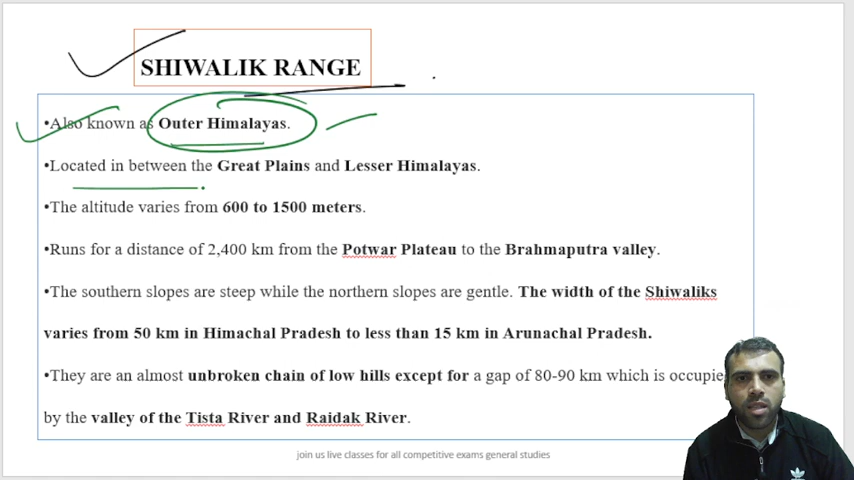 SHIWALIK RANGE
•Also known as Outer Himalayas.
•Located in between the Great Plains and Lesser Himalayas.
•The altitude varies from 600 to 1500 meters.
•Runs for a distance of 2,400 km from the Potwar Plateau to the Brahmaputra valley.
•The southern slopes are steep while the northern slopes are gentle. The width of the Shiwaliks
varies from 50 km in Himachal Pradesh to less than 15 km in Arunachal Pradesh.
•They are an almost unbroken chain of low hills except for a gap of 80-90 km which is occupie
by the valley of the Tista River and Raidak River.
join us live classes for all competitive exams general studies